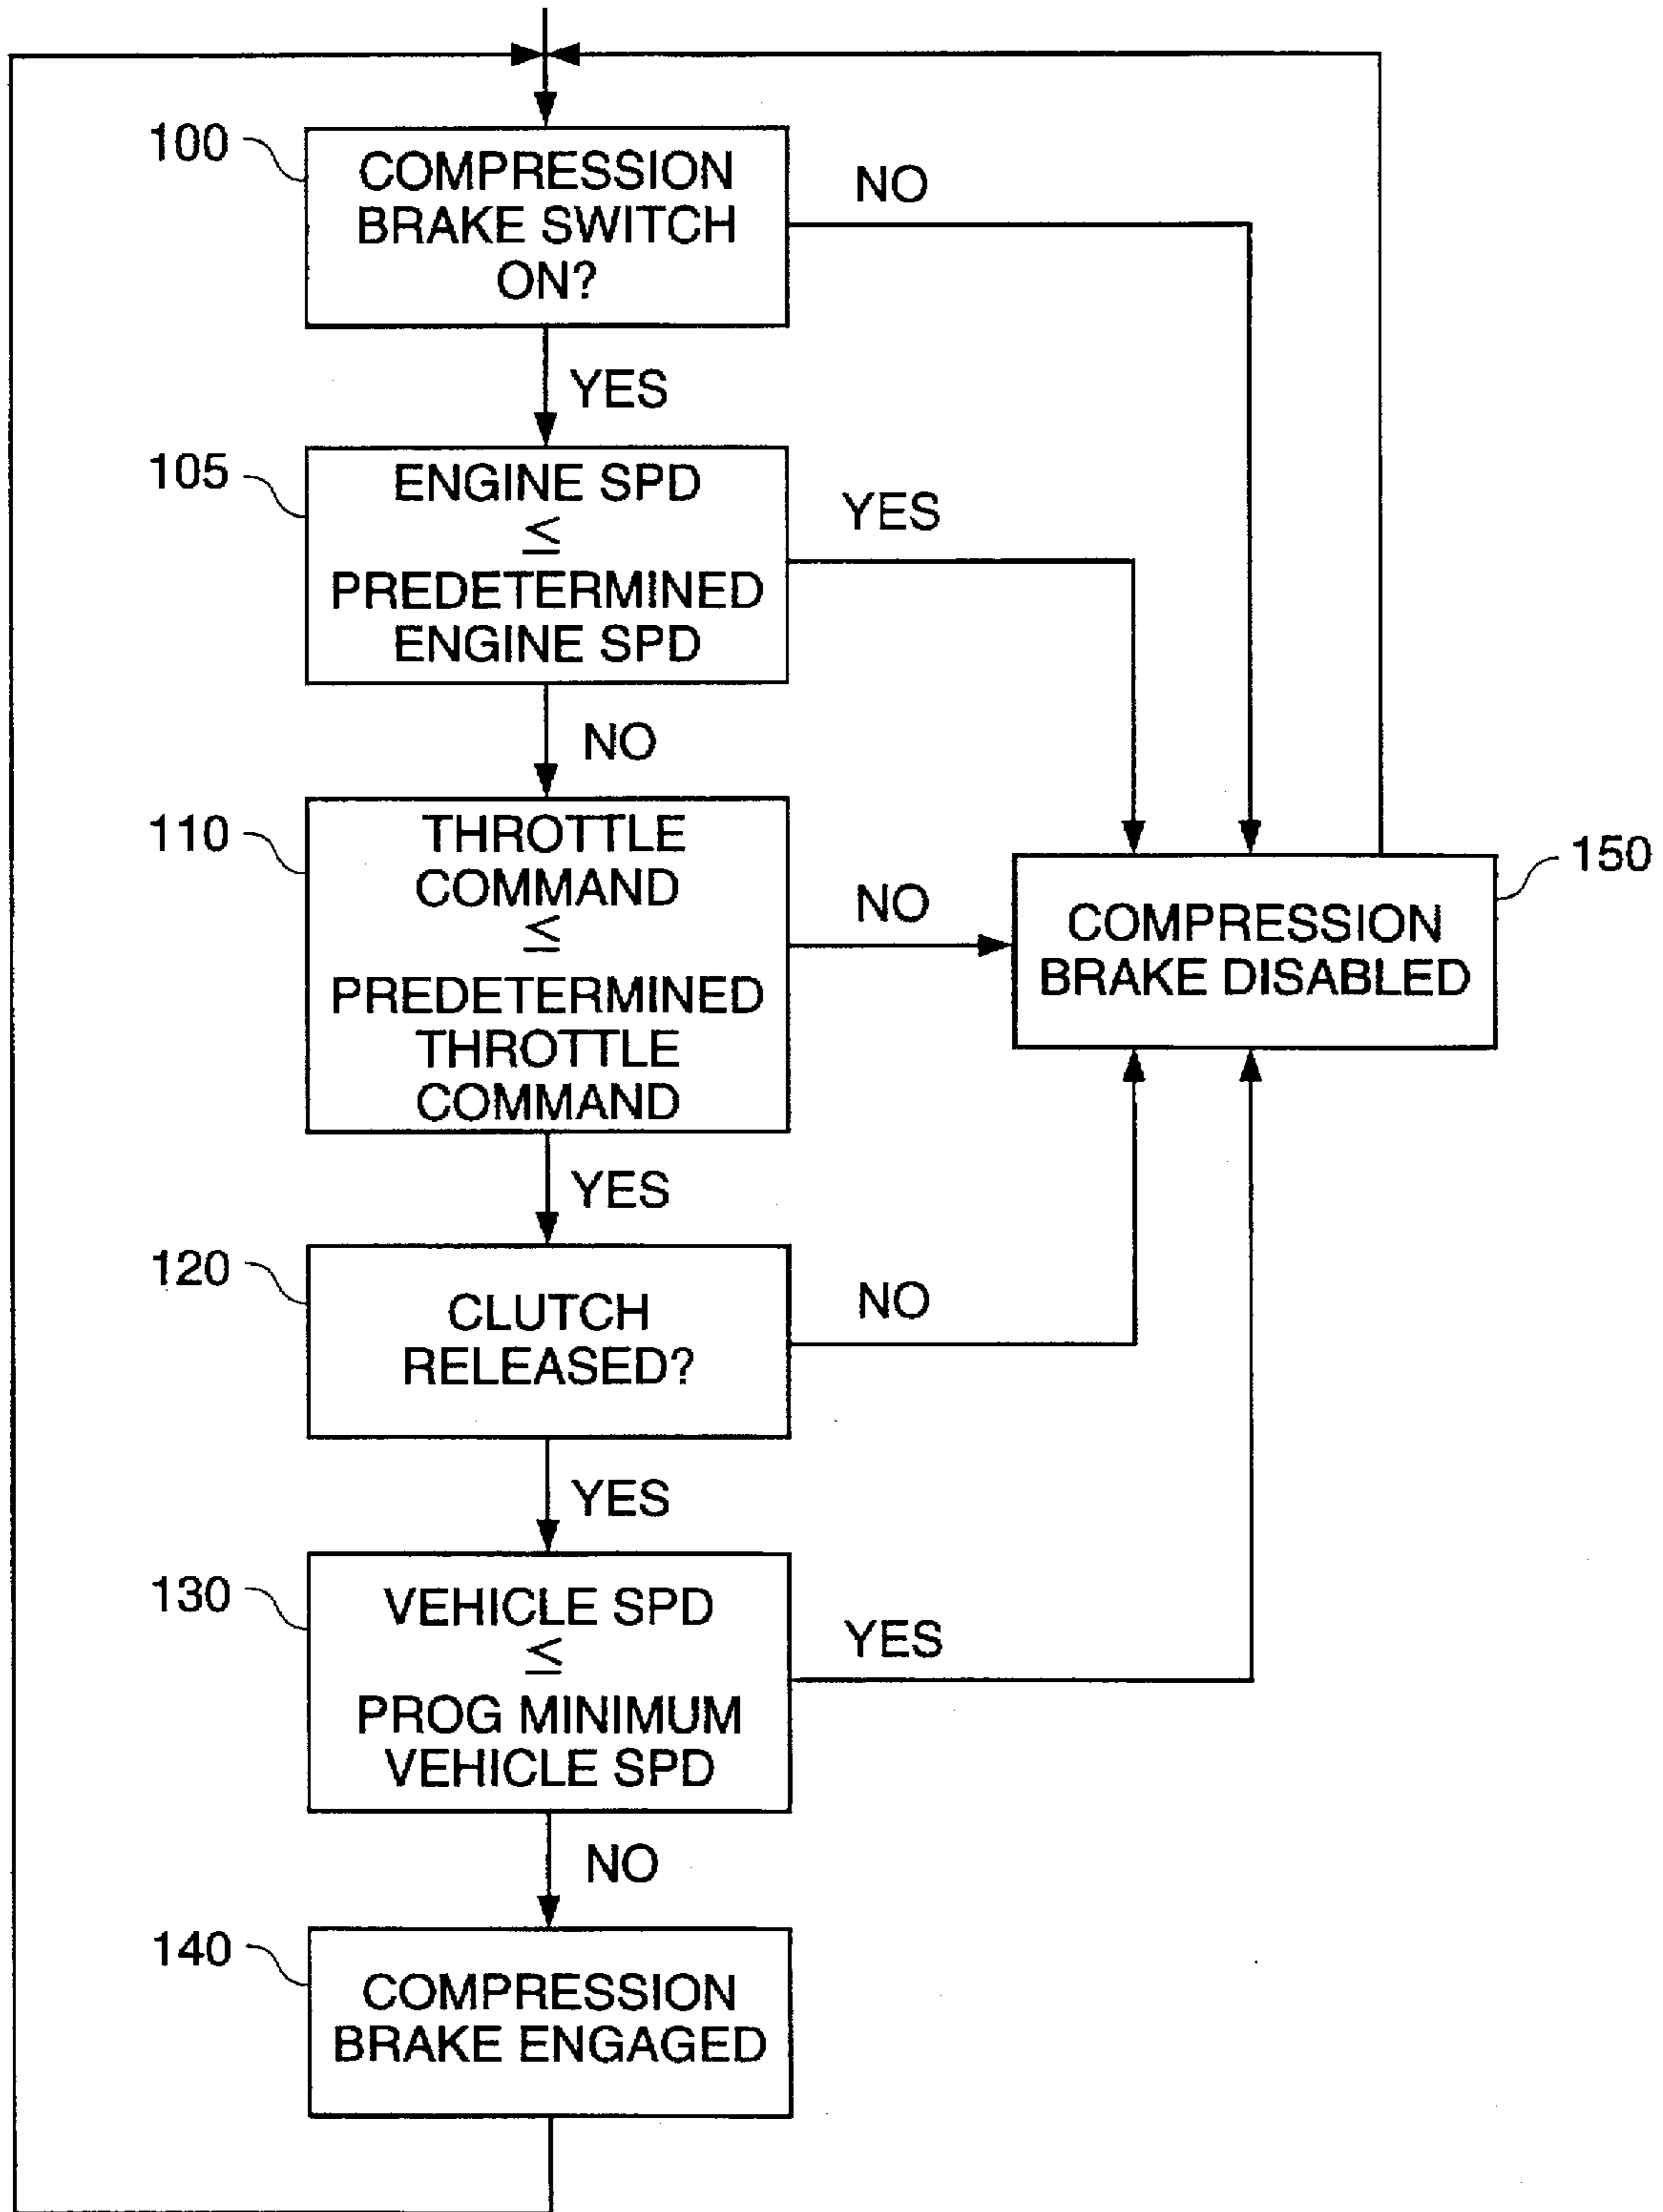 100
COMPRESSION
BRAKE SWITCH
ON?
NO
YES
105
ENGINE SPD
≤
PREDETERMINED
ENGINE SPD
YES
NO
110
THROTTLE
COMMAND
≤
PREDETERMINED
THROTTLE
COMMAND
NO
150
COMPRESSION
BRAKE DISABLED
YES
120
CLUTCH
RELEASED?
NO
YES
130
VEHICLE SPD
≤
PROG MINIMUM
VEHICLE SPD
YES
NO
140
COMPRESSION
BRAKE ENGAGED